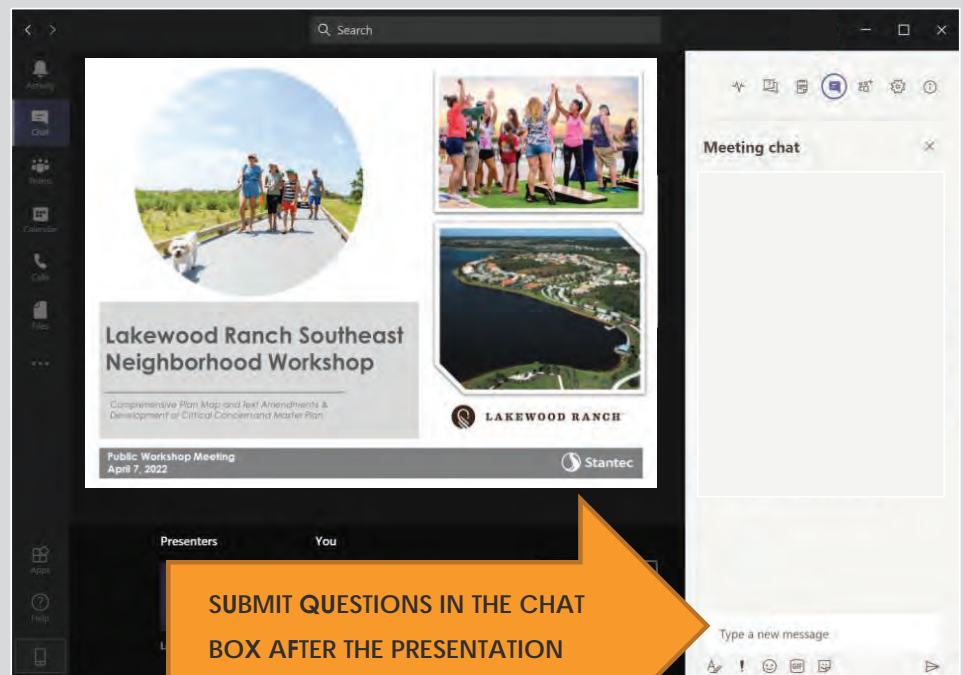 Search
Activity
Chat
Teams
Calendar
Calls
Files
Apps
Help
Lakewood Ranch Southeast
Neighborhood Workshop
Comprehensive Plan Map and Text Amendments &
Development of Critical Concern and Master Plan
LAKEWOOD RANCH
Public Workshop Meeting
April 7, 2022
Stantec
Presenters
You
SUBMIT QUESTIONS IN THE CHAT
BOX AFTER THE PRESENTATION
Meeting chat
Type a new message
GIF